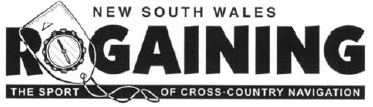 NEW SOUTH WALES
ROGAINING
THE SPORT OF CROSS-COUNTRY NAVIGATION